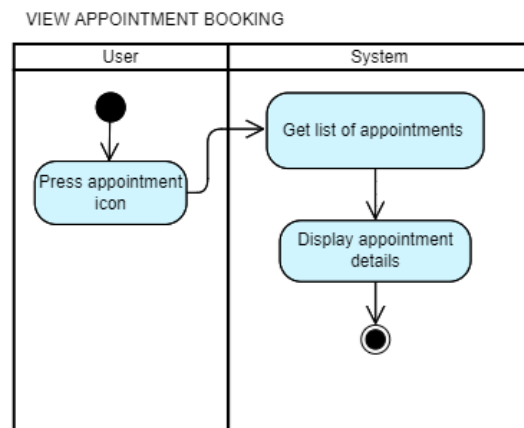 VIEW APPOINTMENT BOOKING
User
System
Get list of appointments
Press appointment
icon
Display appointment
details